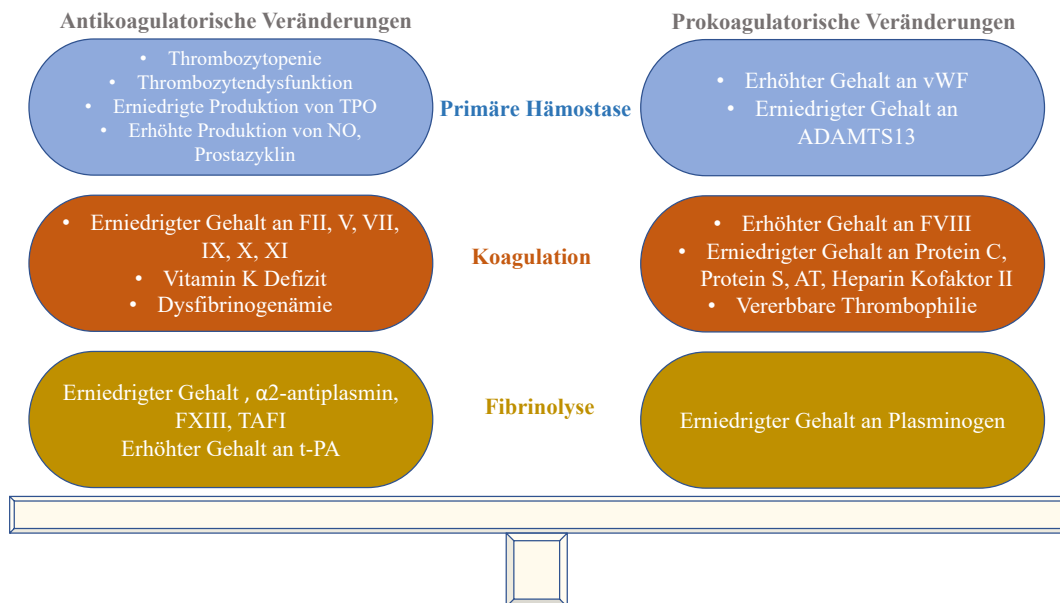 Antikoagulatorische Veränderungen
Prokoagulatorische Veränderungen
• Thrombozytopenie
• Thrombozytendysfunktion
• Erniedrigte Produktion von TPO
• Erhöhte Produktion von NO,
Prostazyklin
Primäre Hämostase
• Erhöhter Gehalt an vWF
• Erniedrigter Gehalt an
ADAMTS13
• Erniedrigter Gehalt an FII, V, VII,
IX, X, XI
• Vitamin K Defizit
• Dysfibrinogenämie
Koagulation
• Erhöhter Gehalt an FVIII
• Erniedrigter Gehalt an Protein C,
Protein S, AT, Heparin Kofaktor II
• Vererbbare Thrombophilie
Erniedrigter Gehalt , α2-antiplasmin,
FXIII, TAFI
Erhöhter Gehalt an t-PA
Fibrinolyse
Erniedrigter Gehalt an Plasminogen